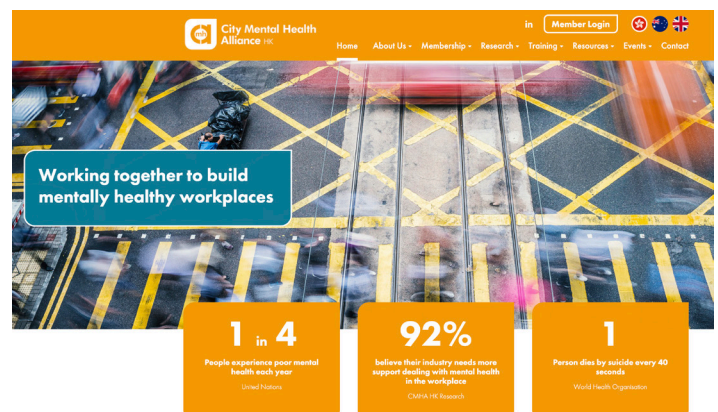 City Mental Health
Alliance HK
in
Member Login
Home About Us Membership Research Training Resources Events Contact
Working together to build
mentally healthy workplaces
1 in 4
People experience poor mental
health each year
United Nations
92%
believe their industry needs more
support dealing with mental health
in the workplace
CMHA HK Research
1
Person dies by suicide every 40
seconds
World Health Organisation